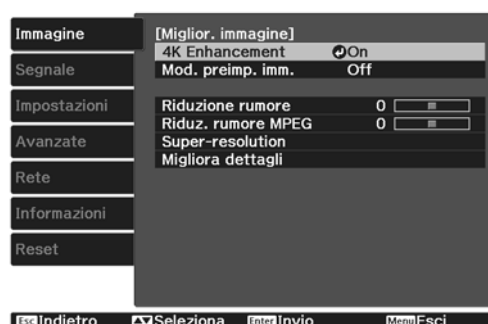 Immagine
Segnale
Impostazioni
Avanzate
Rete
Informazioni
Reset
[Miglior. immagine]
4K Enhancement On
Mod. preimp. imm. Off
Riduzione rumore 0
Riduz. rumore MPEG 0
Super-resolution
Migliora dettagli
Esc Indietro Seleziona Enter Invio Menu Esci